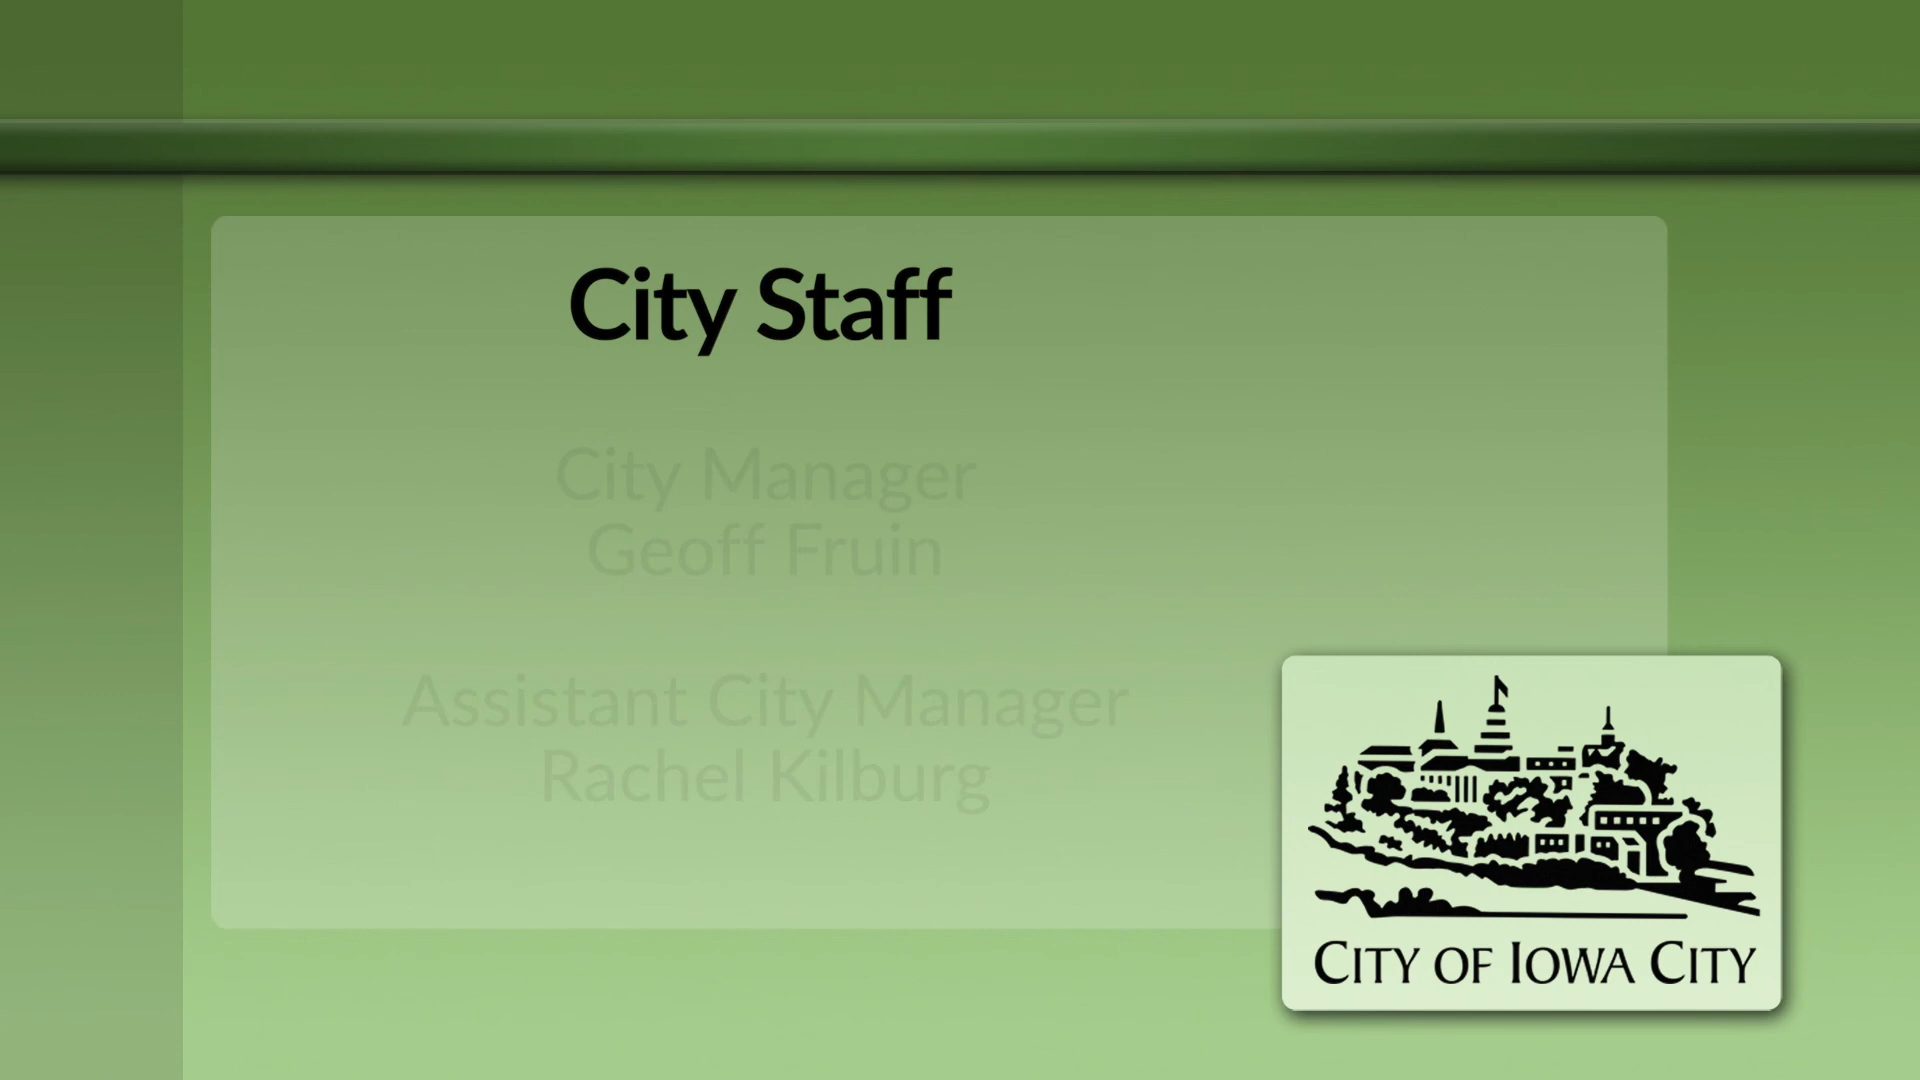 City Staff
City Manager
Geoff Fruin
Assistant City Manager
Rachel Kilburg
CITY OF IOWA CITY